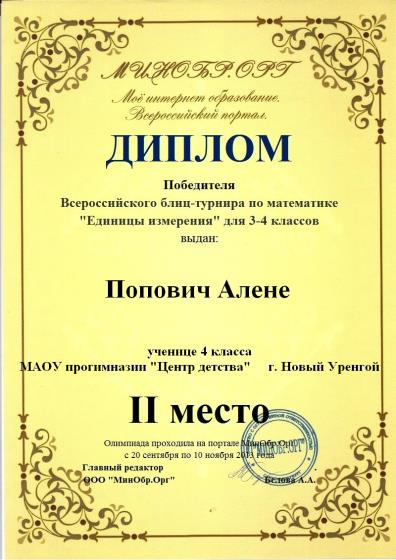 МИНОБР.ОРГ
Моё интернет образование.
Всероссийский портал.
ДИПЛОМ
Победителя
Всероссийского блиц-турнира по математике
"Единицы измерения" для 3-4 классов
выдан:
Попович Алене
ученице 4 класса
МАОУ прогимназии "Центр детства" г. Новый Уренгой
II место
Олимпиада проходила на портале МинОбр.Орг
с 20 сентября по 10 ноября 2013 года
Главный редактор
ООО "МинОбр.Орг" Белова А.А.
"МИНОБР.ОРГ"